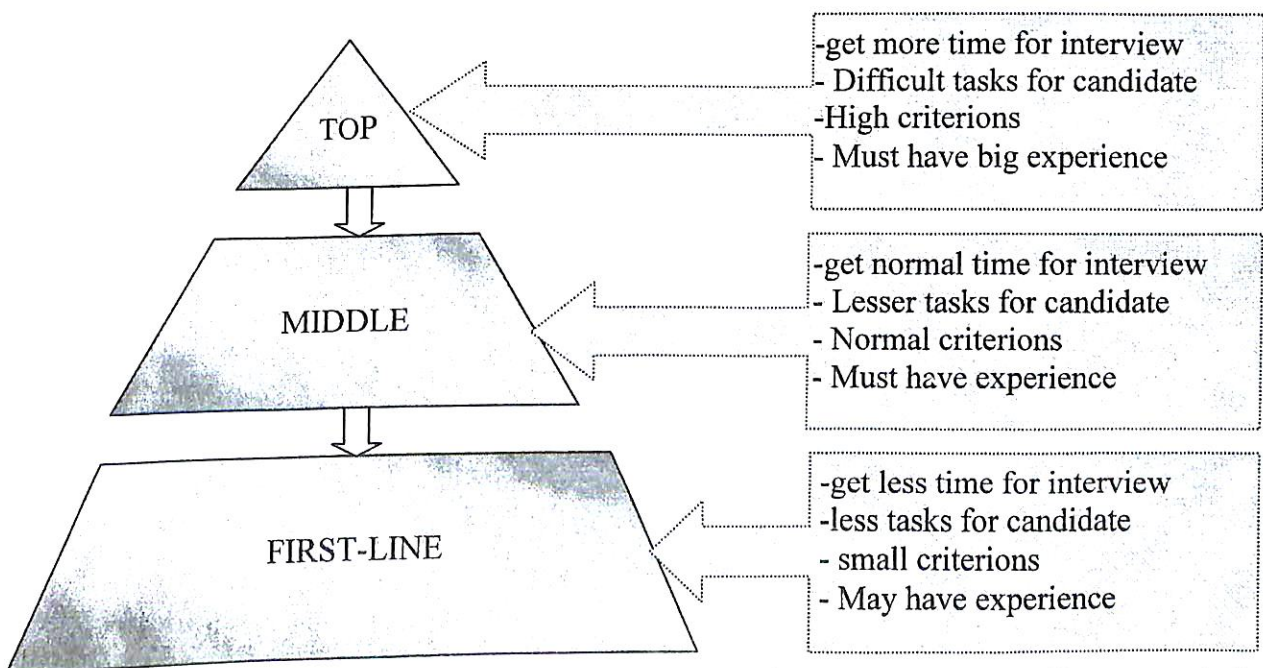 TOP
-get more time for interview
- Difficult tasks for candidate
-High criterions
- Must have big experience
MIDDLE
-get normal time for interview
- Lesser tasks for candidate
- Normal criterions
- Must have experience
FIRST-LINE
-get less time for interview
-less tasks for candidate
- small criterions
- May have experience